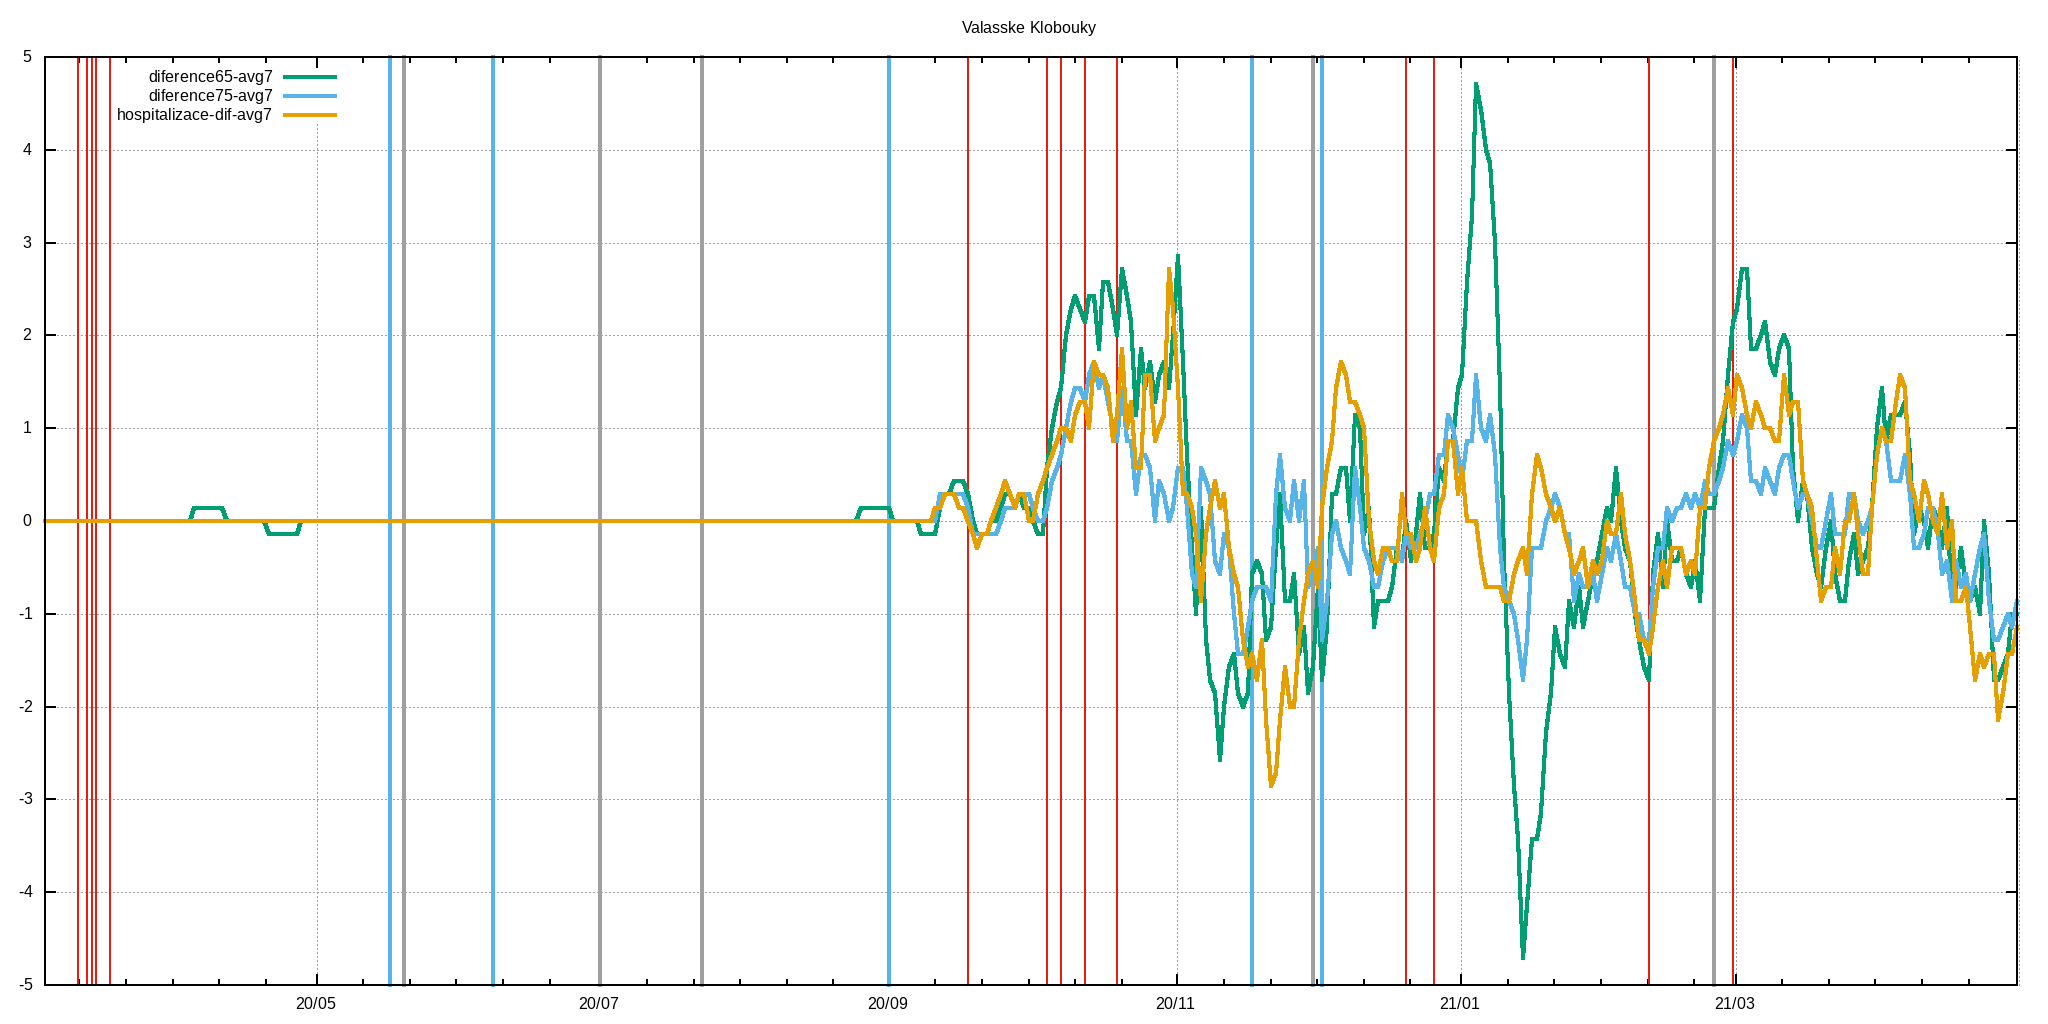 Valasske Klobouky
diference65-avg7
diference75-avg7
hospitalizace-dif-avg7
5
4
3
2
1
0
-1
-2
-3
-4
-5
20/05 20/07 20/09 20/11 21/01 21/03